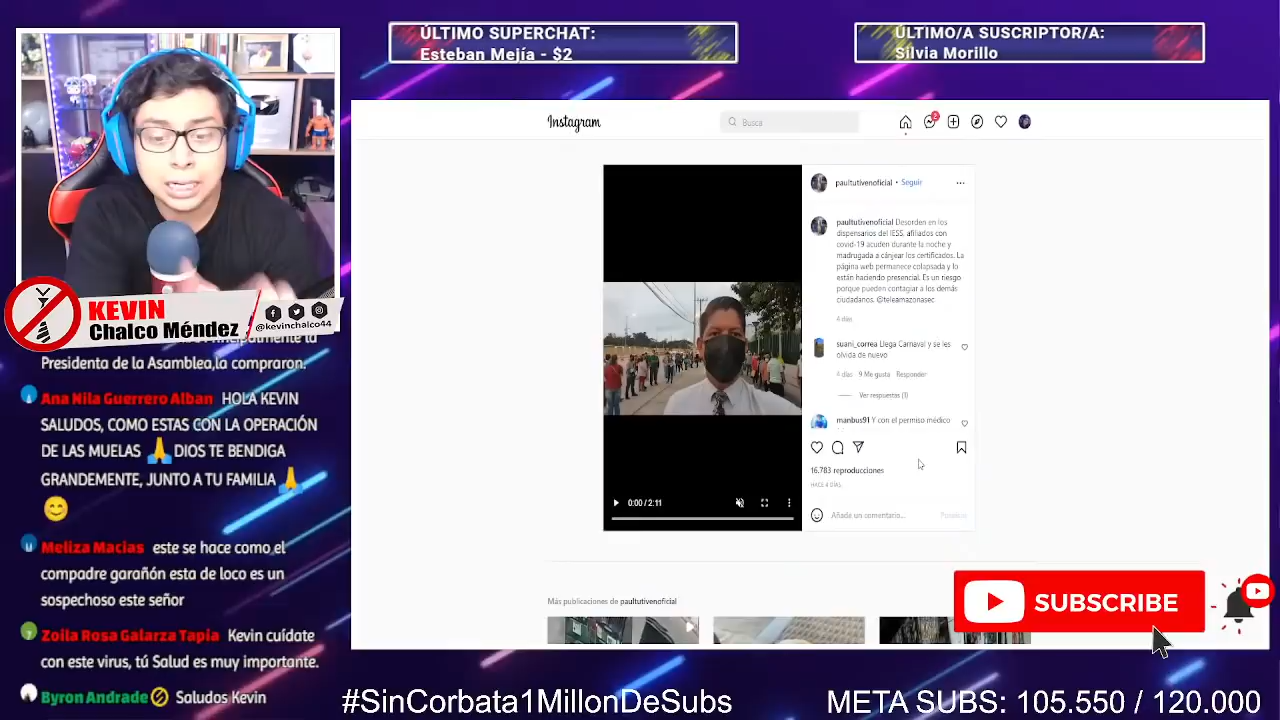 ÚLTIMO SUPERCHAT:
Esteban Mejía - $2
ÚLTIMO/A SUSCRIPTOR/A:
Silvia Morillo
Instagram
Busca
2
paultutivenoficial • Seguir
paultutivenoficial Desorden en los
dispensarios del IESS, afiliados con
covid-19 acuden durante la noche y
madrugada a cánjear los certificados. La
página web permanece colapsada y lo
están haciendo presencial. Es un riesgo
porque pueden contagiar a los demás
ciudadanos. @teleamazonasec
4 días
suani_correa Llega Carnaval y se les
olvida de nuevo
4 días 9 Me gusta Responder
Ver respuestas (1)
manbus91 Y con el permiso médico
16.783 reproducciones
HACE 4 DÍAS
0:00 / 2:11
Añade un comentario...
Publicar
Más publicaciones de paultutivenoficial
KEVIN
Chalco Méndez
@kevinchalco44
Presidenta de la Asamblea,la compraron.
Ana Nila Guerrero Alban HOLA KEVIN
SALUDOS, COMO ESTAS CON LA OPERACIÓN
DE LAS MUELAS 🙏 DIOS TE BENDIGA
GRANDEMENTE, JUNTO A TU FAMILIA 🙏
😊
Meliza Macias este se hace como el
compadre garañón esta de loco es un
sospechoso este señor
Zoila Rosa Galarza Tapia Kevin cuídate
con este virus, tú Salud es muy importante.
Byron Andrade Saludos Kevin
SUBSCRIBE
#SinCorbata1MillonDeSubs
META SUBS: 105.550 / 120.000